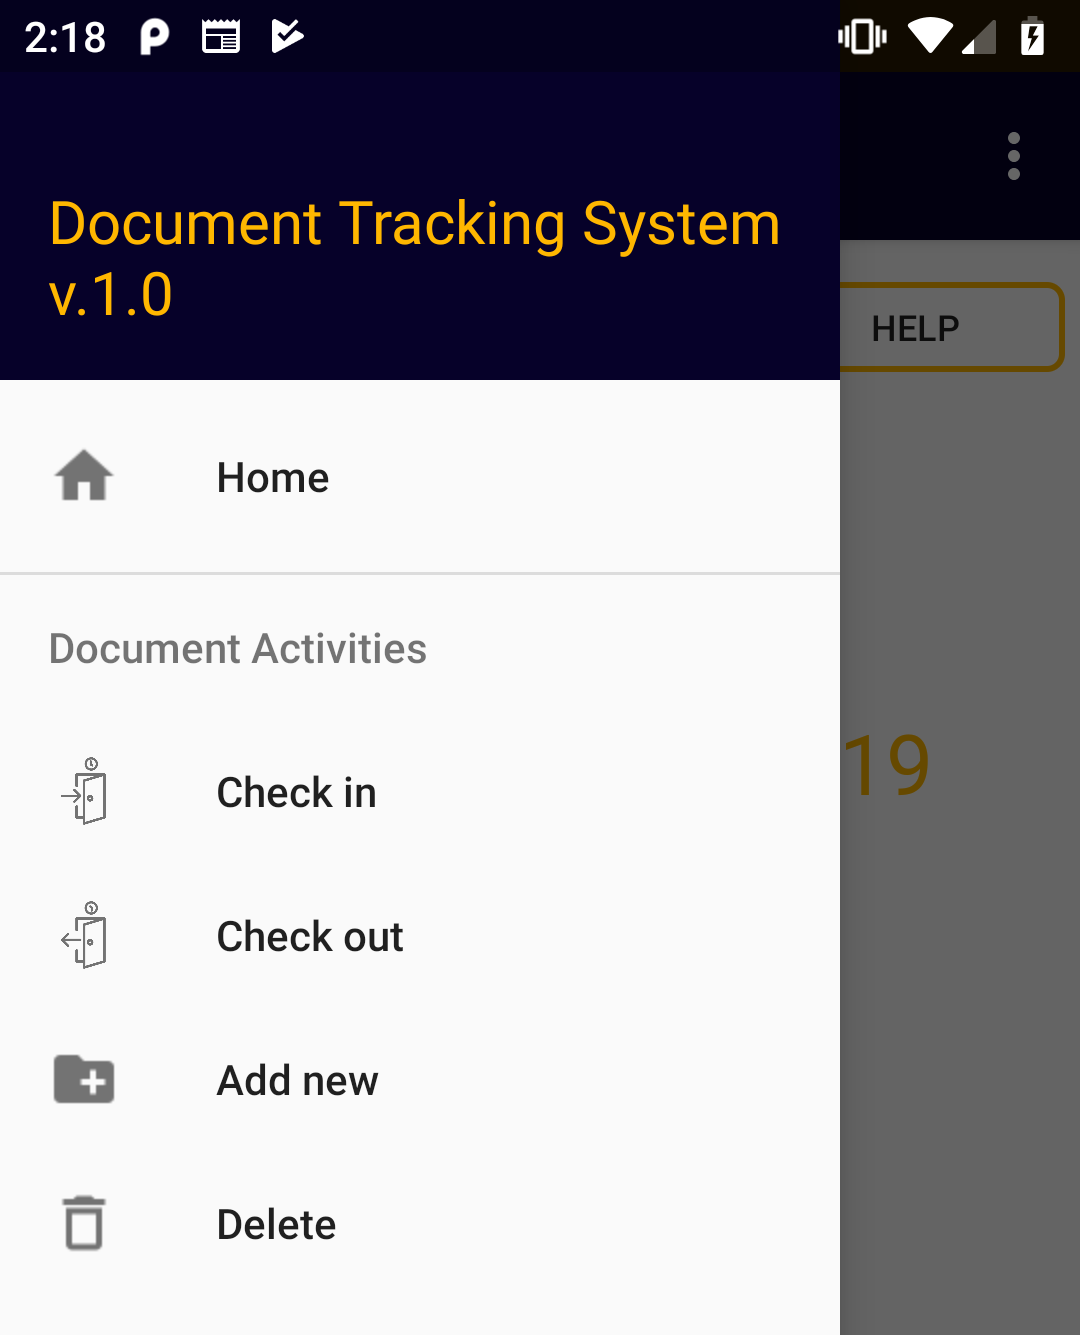 2:18
Document Tracking System
v.1.0
HELP
Home
Document Activities
19
Check in
Check out
Add new
Delete